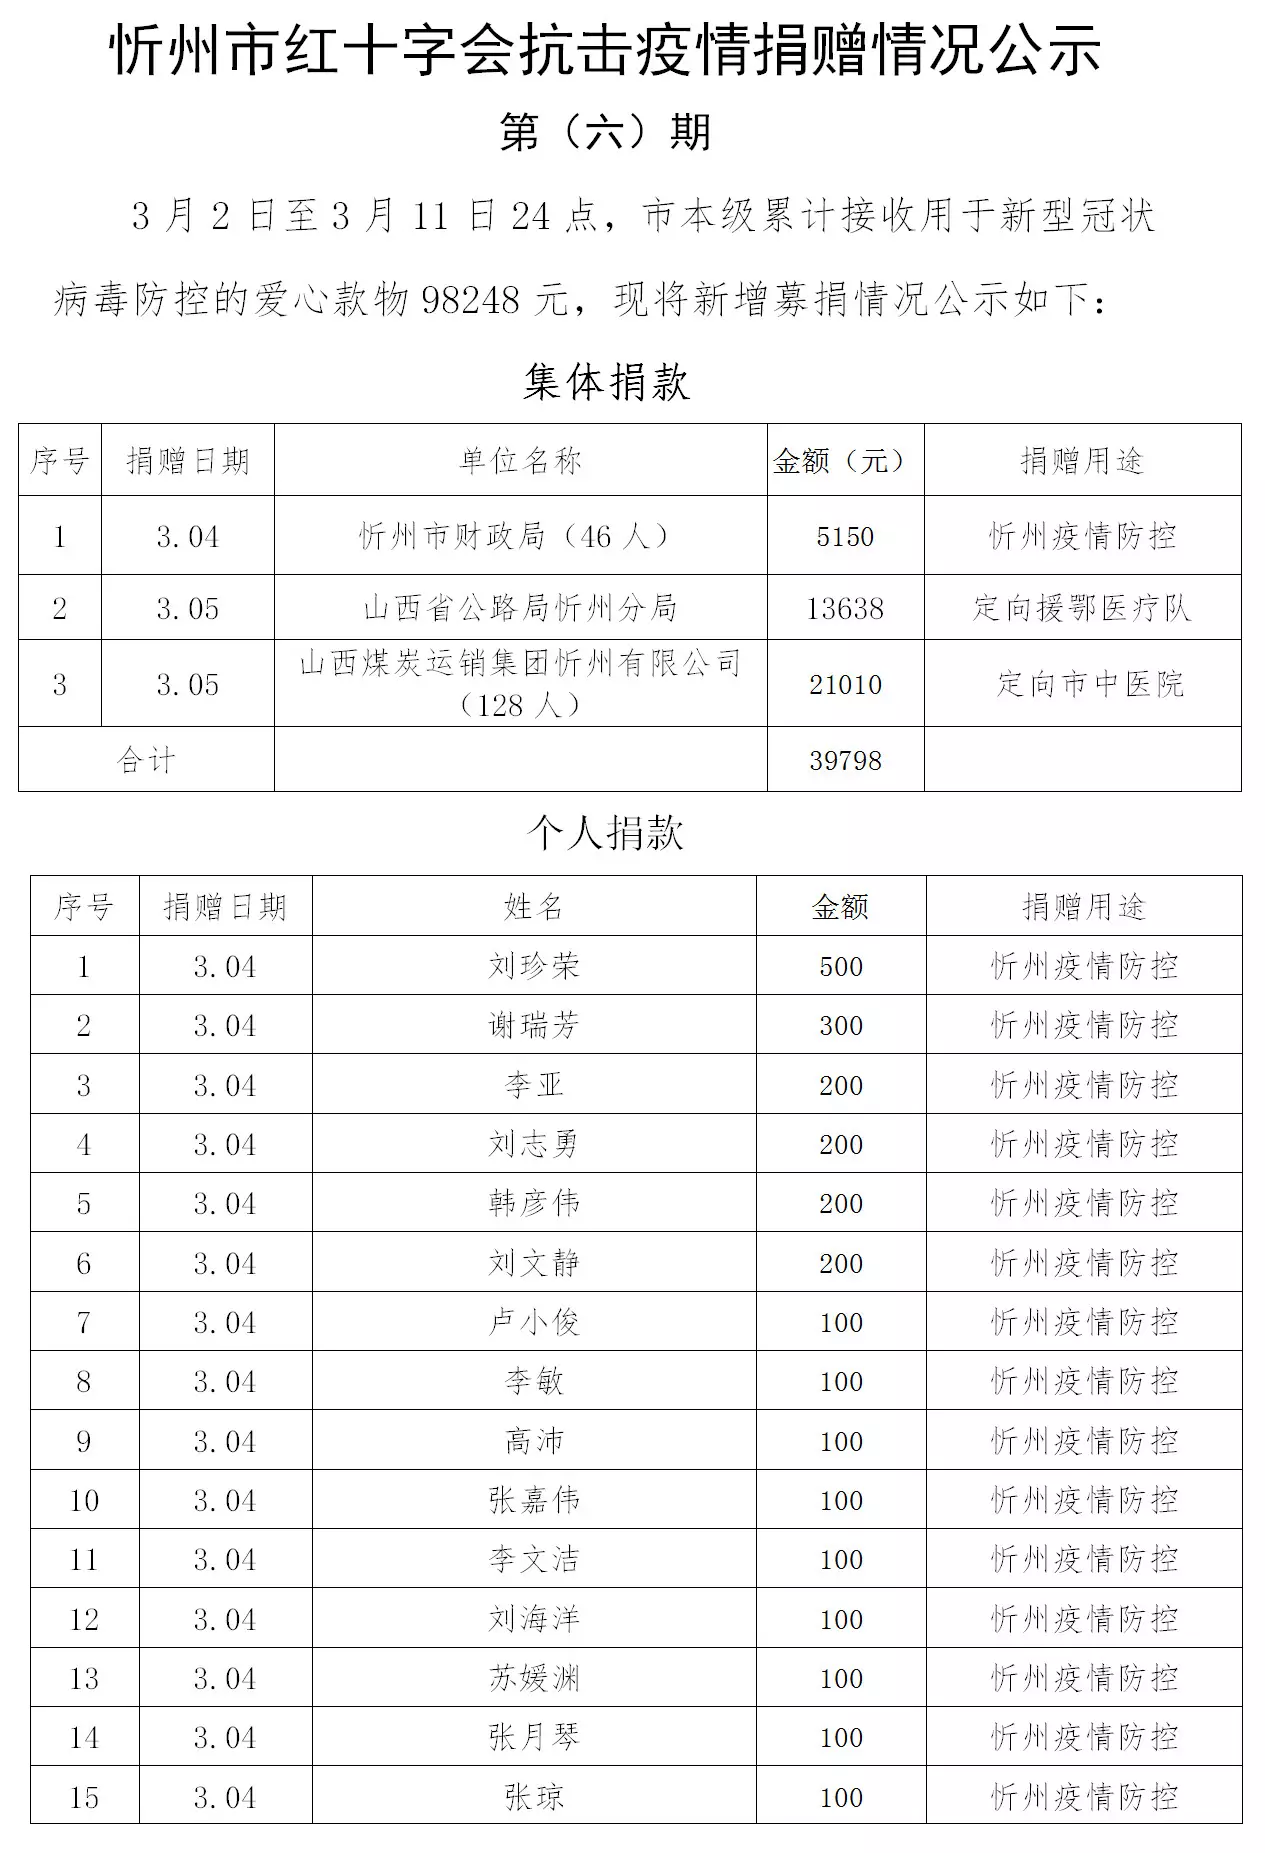 忻州市红十字会抗击疫情捐赠情况公示
第（六）期
3月2日至3月11日24点，市本级累计接收用于新型冠状
病毒防控的爱心款物98248元，现将新增募捐情况公示如下：
集体捐款
序号 捐赠日期 单位名称 金额（元） 捐赠用途
1 3.04 忻州市财政局（46人） 5150 忻州疫情防控
2 3.05 山西省公路局忻州分局 13638 定向援鄂医疗队
3 3.05 山西煤炭运销集团忻州有限公司（128人） 21010 定向市中医院
合计 39798
个人捐款
序号 捐赠日期 姓名 金额 捐赠用途
1 3.04 刘珍荣 500 忻州疫情防控
2 3.04 谢瑞芳 300 忻州疫情防控
3 3.04 李亚 200 忻州疫情防控
4 3.04 刘志勇 200 忻州疫情防控
5 3.04 韩彦伟 200 忻州疫情防控
6 3.04 刘文静 200 忻州疫情防控
7 3.04 卢小俊 100 忻州疫情防控
8 3.04 李敏 100 忻州疫情防控
9 3.04 高沛 100 忻州疫情防控
10 3.04 张嘉伟 100 忻州疫情防控
11 3.04 李文洁 100 忻州疫情防控
12 3.04 刘海洋 100 忻州疫情防控
13 3.04 苏媛渊 100 忻州疫情防控
14 3.04 张月琴 100 忻州疫情防控
15 3.04 张琼 100 忻州疫情防控